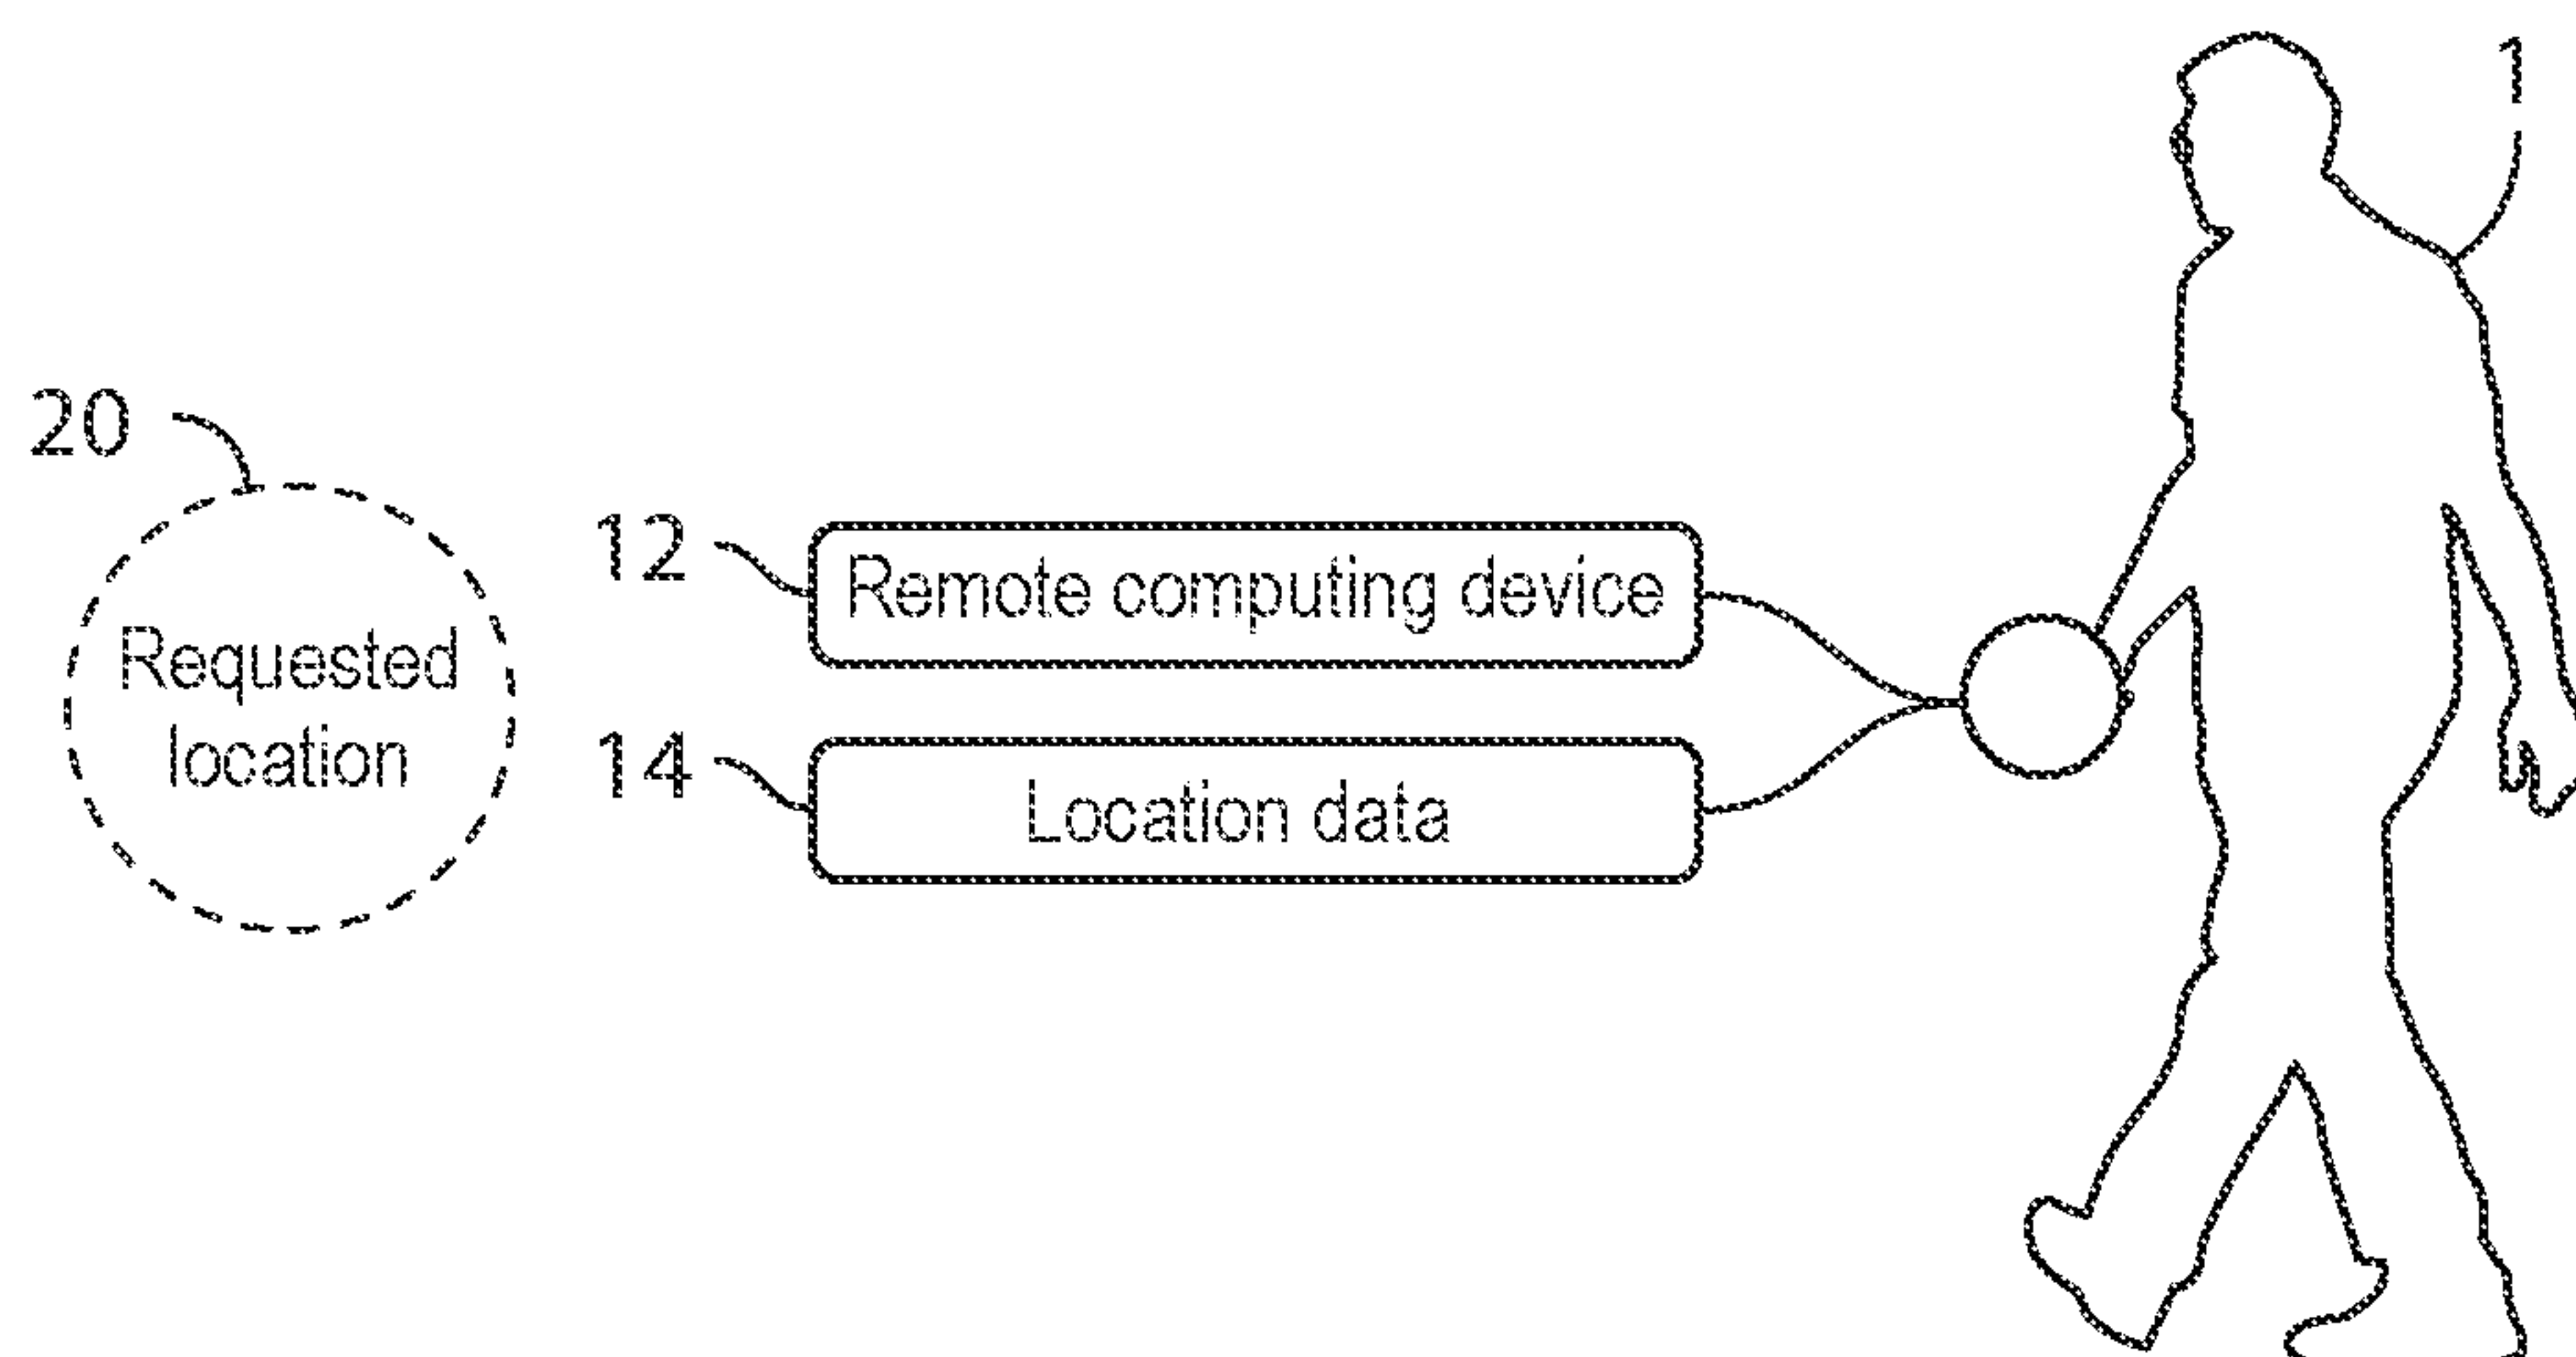 1
20
12
Remote computing device
Requested
location
14
Location data